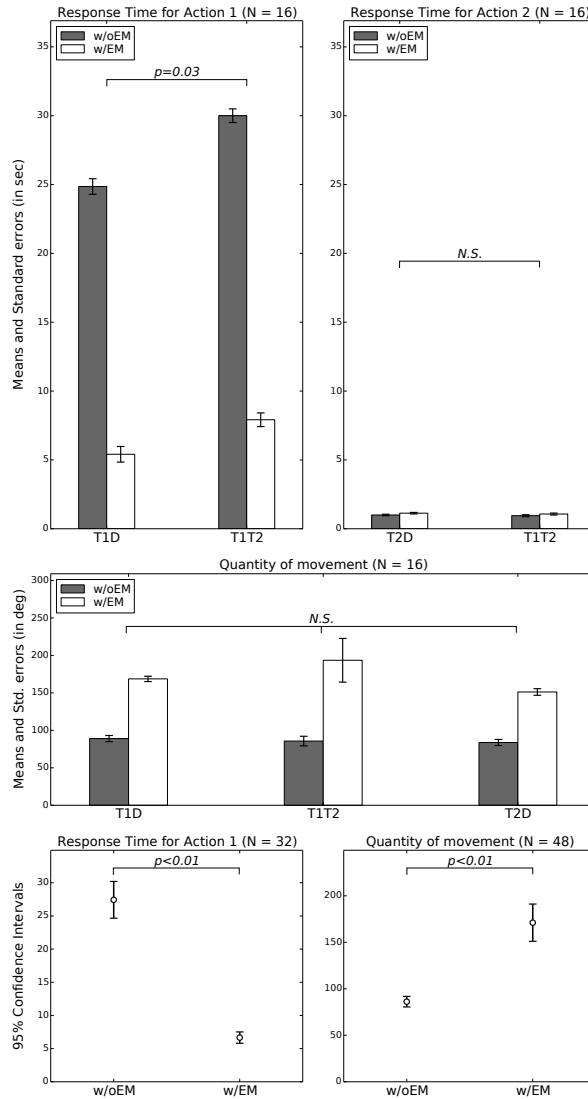 Response Time for Action 1 (N = 16)
w/oEM
w/EM
p=0.03
Means and Standard errors (in sec)
35
30
25
20
15
10
5
0
T1D
T1T2
Response Time for Action 2 (N = 16)
w/oEM
w/EM
N.S.
35
30
25
20
15
10
5
0
T2D
T1T2
Quantity of movement (N = 16)
w/oEM
w/EM
N.S.
Means and Std. errors (in deg)
300
250
200
150
100
50
0
T1D
T1T2
T2D
Response Time for Action 1 (N = 32)
p<0.01
95% Confidence Intervals
30
25
20
15
10
5
0
w/oEM
w/EM
Quantity of movement (N = 48)
p<0.01
200
150
100
50
0
w/oEM
w/EM